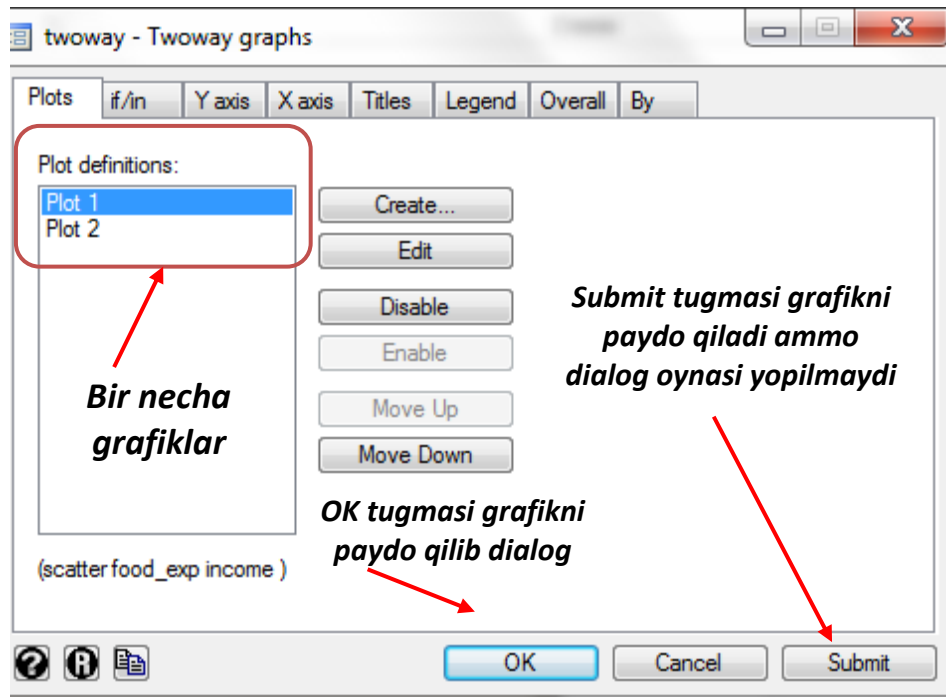 twoway - Twoway graphs
Plots if/in Y axis X axis Titles Legend Overall By
Plot definitions:
Plot 1
Plot 2
Create...
Edit
Disable
Enable
Move Up
Move Down
Bir necha
grafiklar
Submit tugmasi grafikni
paydo qiladi ammo
dialog oynasi yopilmaydi
OK tugmasi grafikni
paydo qilib dialog
(scatter food_exp income )
? R
OK Cancel Submit